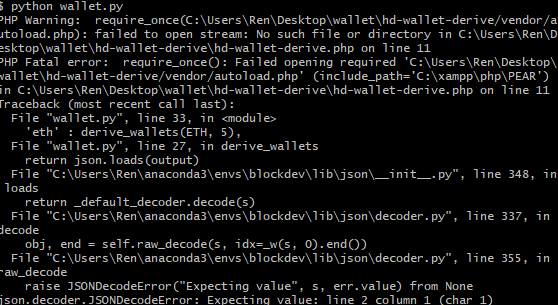 $ python wallet.py
PHP Warning:  require_once(C:\Users\Ren\Desktop\wallet\hd-wallet-derive/vendor/a
utoload.php): failed to open stream: No such file or directory in C:\Users\Ren\D
esktop\wallet\hd-wallet-derive\hd-wallet-derive.php on line 11
PHP Fatal error:  require_once(): Failed opening required 'C:\Users\Ren\Desktop\
wallet\hd-wallet-derive/vendor/autoload.php' (include_path='C:\xampp\php\PEAR')
in C:\Users\Ren\Desktop\wallet\hd-wallet-derive\hd-wallet-derive.php on line 11
Traceback (most recent call last):
  File "wallet.py", line 33, in <module>
    'eth' : derive_wallets(ETH, 5),
  File "wallet.py", line 27, in derive_wallets
    return json.loads(output)
  File "C:\Users\Ren\anaconda3\envs\blockdev\lib\json\__init__.py", line 348, in
 loads
    return _default_decoder.decode(s)
  File "C:\Users\Ren\anaconda3\envs\blockdev\lib\json\decoder.py", line 337, in
decode
    obj, end = self.raw_decode(s, idx=_w(s, 0).end())
  File "C:\Users\Ren\anaconda3\envs\blockdev\lib\json\decoder.py", line 355, in
raw_decode
    raise JSONDecodeError("Expecting value", s, err.value) from None
json.decoder.JSONDecodeError: Expecting value: line 2 column 1 (char 1)